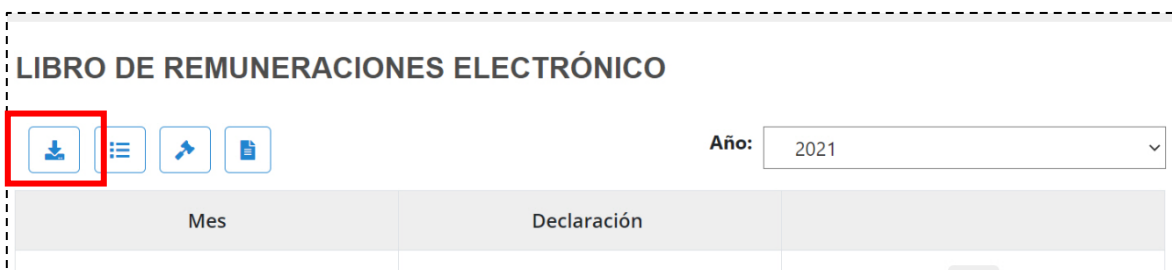 LIBRO DE REMUNERACIONES ELECTRÓNICO
Año: 2021
Mes Declaración